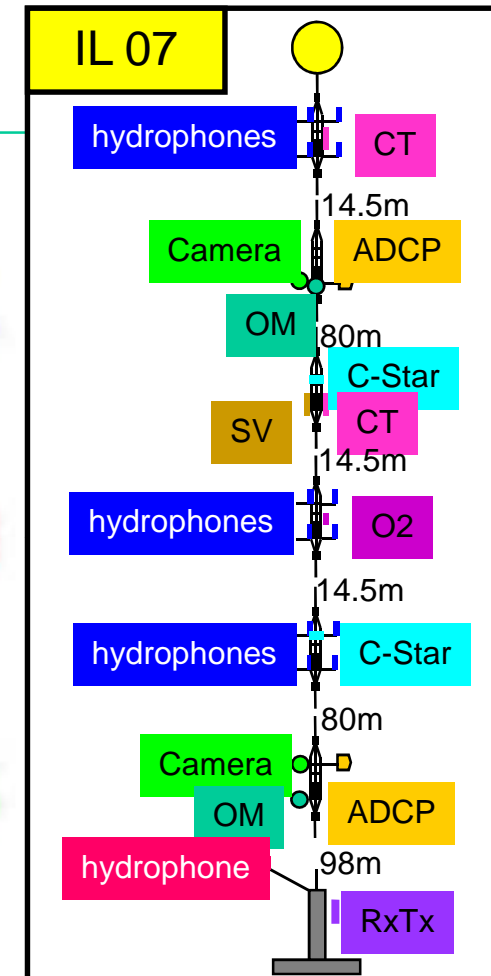 IL 07
hydrophones
CT
14.5m
Camera
ADCP
OM
80m
C-Star
SV
CT
14.5m
hydrophones
O2
14.5m
hydrophones
C-Star
80m
Camera
OM
ADCP
98m
hydrophone
RxTx